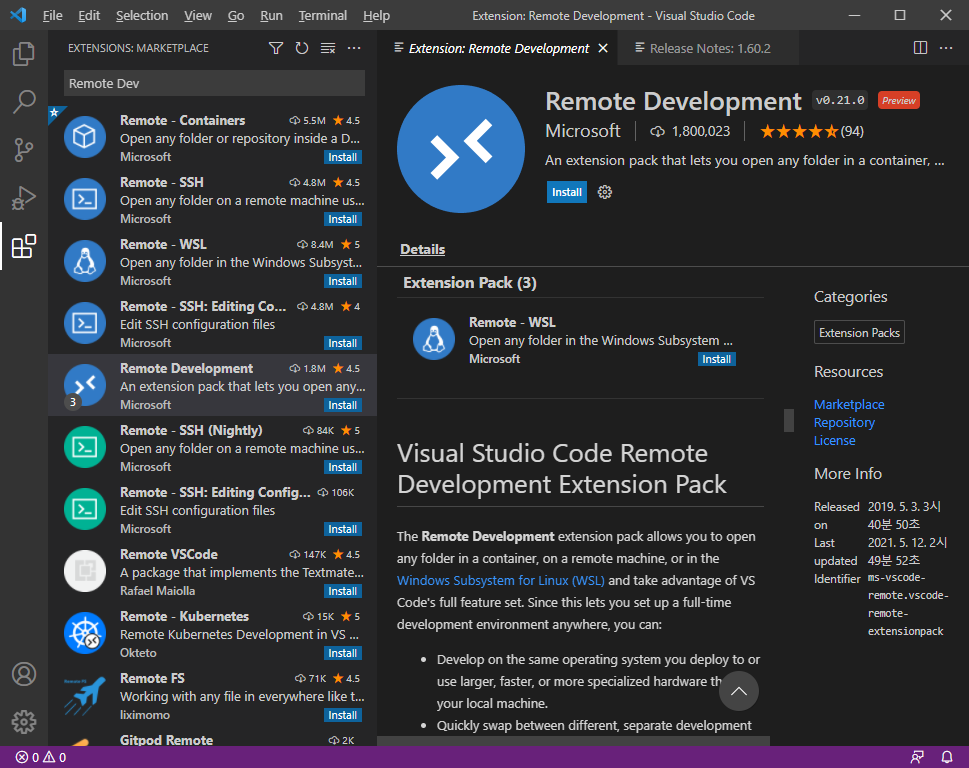 File Edit Selection View Go Run Terminal Help Extension: Remote Development - Visual Studio Code
EXTENSIONS: MARKETPLACE
Remote Dev
Remote - Containers 5.5M 4.5
Open any folder or repository inside a D...
Microsoft Install
Remote - SSH 4.8M 4.5
Open any folder on a remote machine us...
Microsoft Install
Remote - WSL 8.4M 5
Open any folder in the Windows Subsyst...
Microsoft Install
Remote - SSH: Editing Co... 4.8M 4
Edit SSH configuration files
Microsoft Install
Remote Development 1.8M 4.5
An extension pack that lets you open any...
3
Microsoft Install
Remote - SSH (Nightly) 84K 5
Open any folder on a remote machine us...
Microsoft Install
Remote - SSH: Editing Config... 106K
Edit SSH configuration files
Microsoft Install
Remote VSCode 147K 4.5
A package that implements the Textmate...
Rafael Maiolla Install
Remote - Kubernetes 15K 5
Remote Kubernetes Development in VS ...
Okteto Install
Remote FS 71K 4.5
Working with any file in everywhere like t...
liximomo Install
Gitpod Remote 2K
Extension: Remote Development Release Notes: 1.60.2
Remote Development v0.21.0 Preview
Microsoft 1,800,023 (94)
An extension pack that lets you open any folder in a container, ...
Install
Details
Extension Pack (3)
Remote - WSL
Open any folder in the Windows Subsystem ...
Microsoft Install
Visual Studio Code Remote
Development Extension Pack
The Remote Development extension pack allows you to open
any folder in a container, on a remote machine, or in the
Windows Subsystem for Linux (WSL) and take advantage of VS
Code's full feature set. Since this lets you set up a full-time
development environment anywhere, you can:
• Develop on the same operating system you deploy to or
use larger, faster, or more specialized hardware th
your local machine.
• Quickly swap between different, separate development
Categories
Extension Packs
Resources
Marketplace
Repository
License
More Info
Released 2019. 5. 3. 3시
on 40분 50초
Last 2021. 5. 12. 2시
updated 49분 52초
Identifier ms-vscode-
remote.vscode-
remote-
extensionpack
0 0